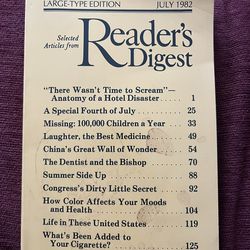 LARGE-TYPE EDITION JULY 1982
Selected
Articles from
Reader's
Digest
"There Wasn't Time to Scream"—
Anatomy of a Hotel Disaster 1
A Special Fourth of July 25
Missing: 100,000 Children a Year 33
Laughter, the Best Medicine 49
China's Great Wall of Wonder 54
The Dentist and the Bishop 70
Summer Side Up 88
Congress's Dirty Little Secret 92
How Color Affects Your Moods
and Health 104
Life in These United States 119
What's Been Added to
Your Cigarette? 125